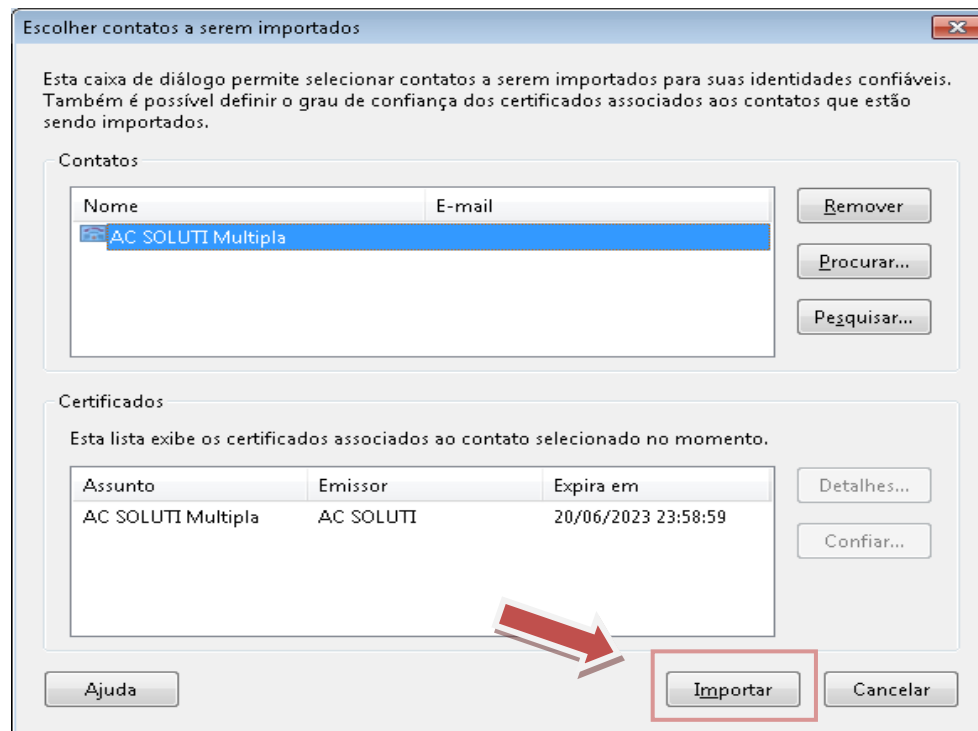 Escolher contatos a serem importados
Esta caixa de diálogo permite selecionar contatos a serem importados para suas identidades confiáveis.
Também é possível definir o grau de confiança dos certificados associados aos contatos que estão
sendo importados.
Contatos
Nome E-mail
AC SOLUTI Multipla
Remover
Procurar...
Pesquisar...
Certificados
Esta lista exibe os certificados associados ao contato selecionado no momento.
Assunto Emissor Expira em
AC SOLUTI Multipla AC SOLUTI 20/06/2023 23:58:59
Detalhes...
Confiar...
Ajuda Importar Cancelar